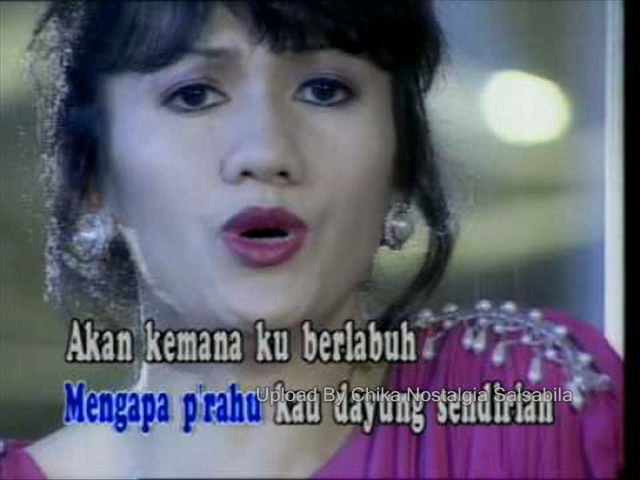 Akan kemana ku berlabuh
Mengapa p'rahu kau dayung sendirian
Upload By Chika Nostalgia Salsabila